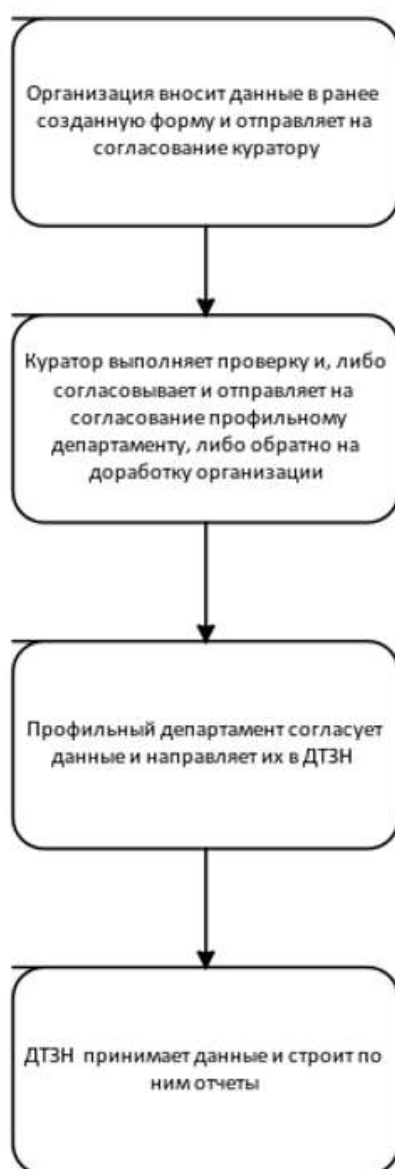 Организация вносит данные в ранее
созданную форму и отправляет на
согласование куратору
Куратор выполняет проверку и, либо
согласовывает и отправляет на
согласование профильному
департаменту, либо обратно на
доработку организации
Профильный департамент согласует
данные и направляет их в ДТЗН
ДТЗН принимает данные и строит по
ним отчеты